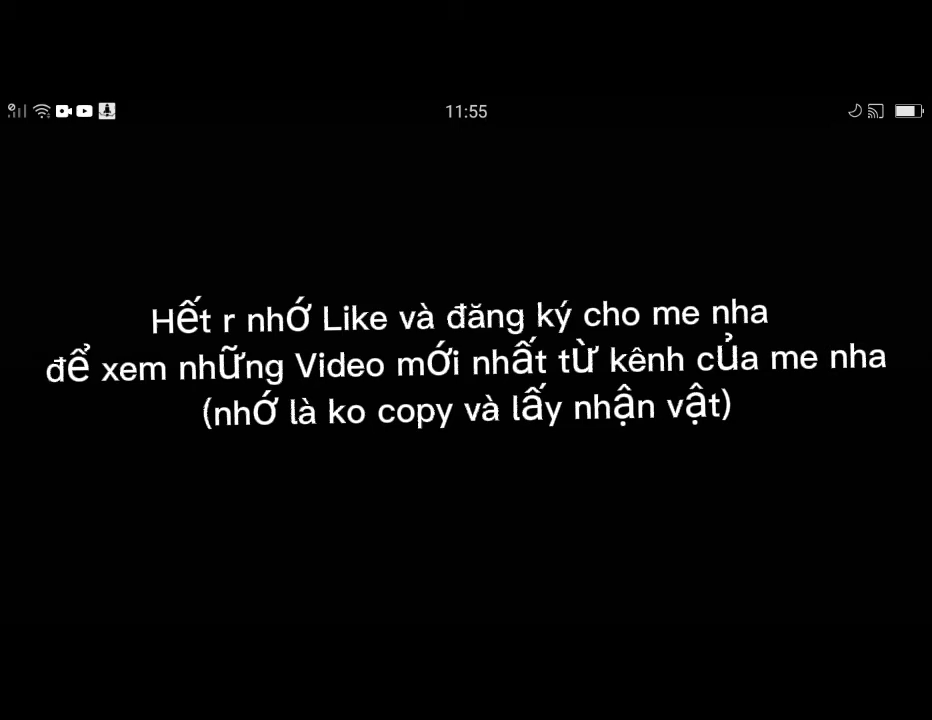 11:55
Hết r nhớ Like và đăng ký cho me nha
để xem những Video mới nhất từ kênh của me nha
(nhớ là ko copy và lấy nhận vật)